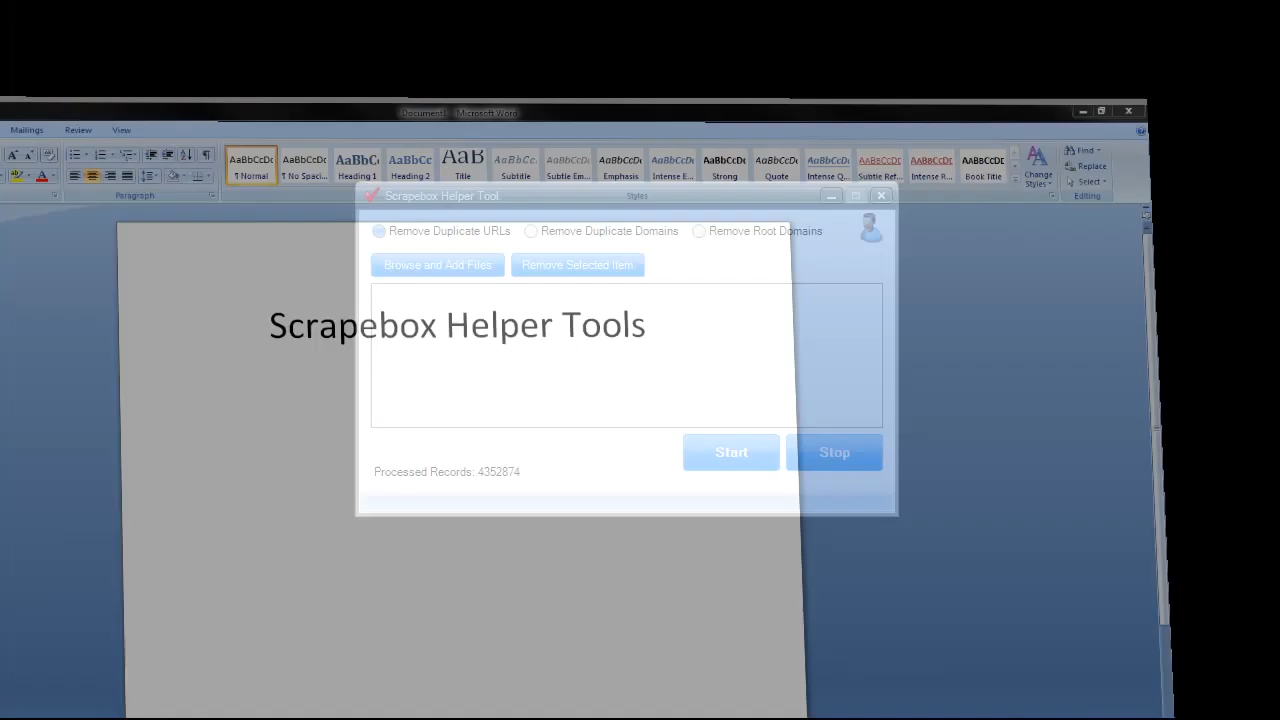 Document1 - Microsoft Word
Mailings Review View
AaBbCcDc AaBbCcDc AaBbC AaBbCc AaB AaBbCc. AaBbCcDc AaBbCcDc AaBbCcDc AaBbCcDc AaBbCcDc AaBbCcDc AaBbCcDc AaBbCcDc AaBbCcDc
¶ Normal ¶ No Spaci... Heading 1 Heading 2 Title Subtitle Subtle Em... Emphasis Intense E... Strong Quote Intense Q... Subtle Ref... Intense R... Book Title
Change
Styles
Find
Replace
Select
Paragraph Styles Editing
Scrapebox Helper Tool
Remove Duplicate URLs Remove Duplicate Domains Remove Root Domains
Browse and Add Files Remove Selected Item
Scrapebox Helper Tools
Start Stop
Processed Records: 4352874